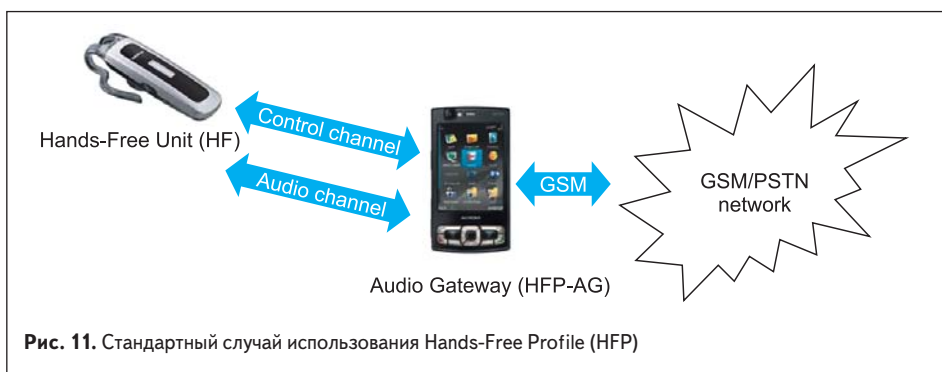 Hands-Free Unit (HF)
Control channel
Audio channel
GSM
GSM/PSTN
network
Audio Gateway (HFP-AG)
Рис. 11. Стандартный случай использования Hands-Free Profile (HFP)